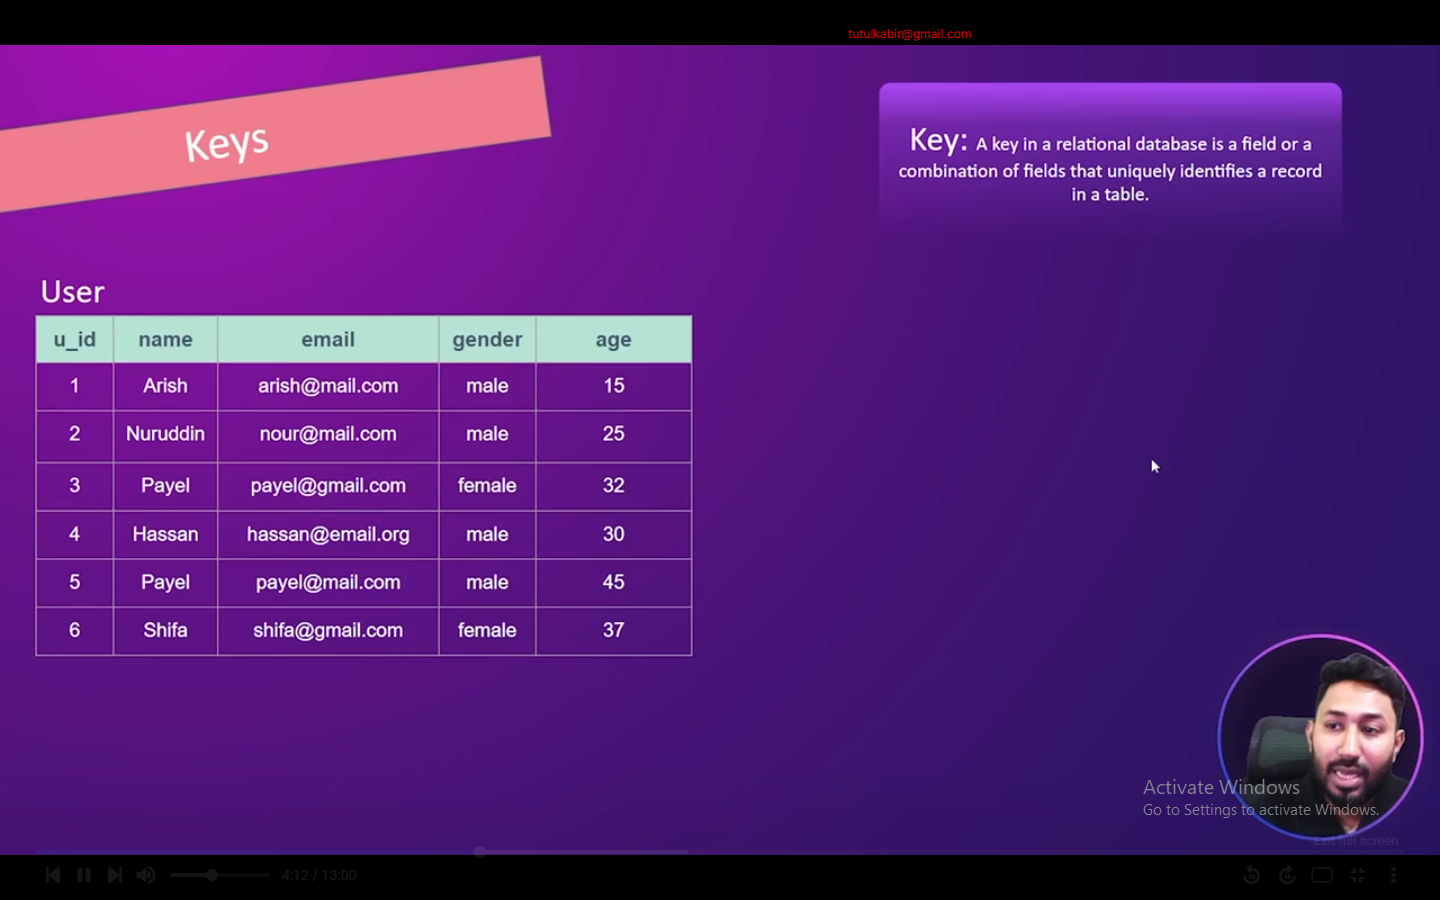 tutulkabir@gmail.com
Keys
Key: A key in a relational database is a field or a
combination of fields that uniquely identifies a record
in a table.
User
u_id name email gender age
1 Arish arish@mail.com male 15
2 Nuruddin nour@mail.com male 25
3 Payel payel@gmail.com female 32
4 Hassan hassan@email.org male 30
5 Payel payel@mail.com male 45
6 Shifa shifa@gmail.com female 37
Activate Windows
Go to Settings to activate Windows.
Exit full screen
4:12 / 13:00